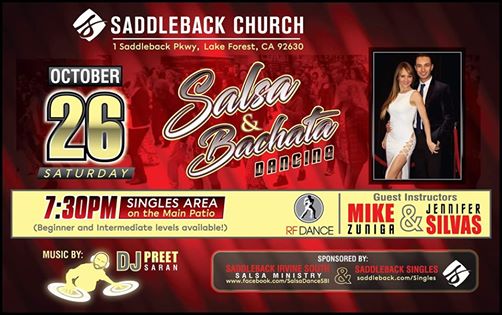 SADDLEBACK CHURCH
1 Saddleback Pkwy, Lake Forest, CA 92630
OCTOBER
26
SATURDAY
Salsa
&
Bachata
DANCING
7:30PM
SINGLES AREA
on the Main Patio
(Beginner and Intermediate levels available!)
RF DANCE
Guest Instructors
MIKE
ZUNIGA
&
JENNIFER
SILVAS
MUSIC BY:
DJ PREET
SARAN
SPONSORED BY:
SADDLEBACK IRVINE SOUTH
SALSA MINISTRY
www.facebook.com/SalsaDanceSBI
&
SADDLEBACK SINGLES
saddleback.com/Singles